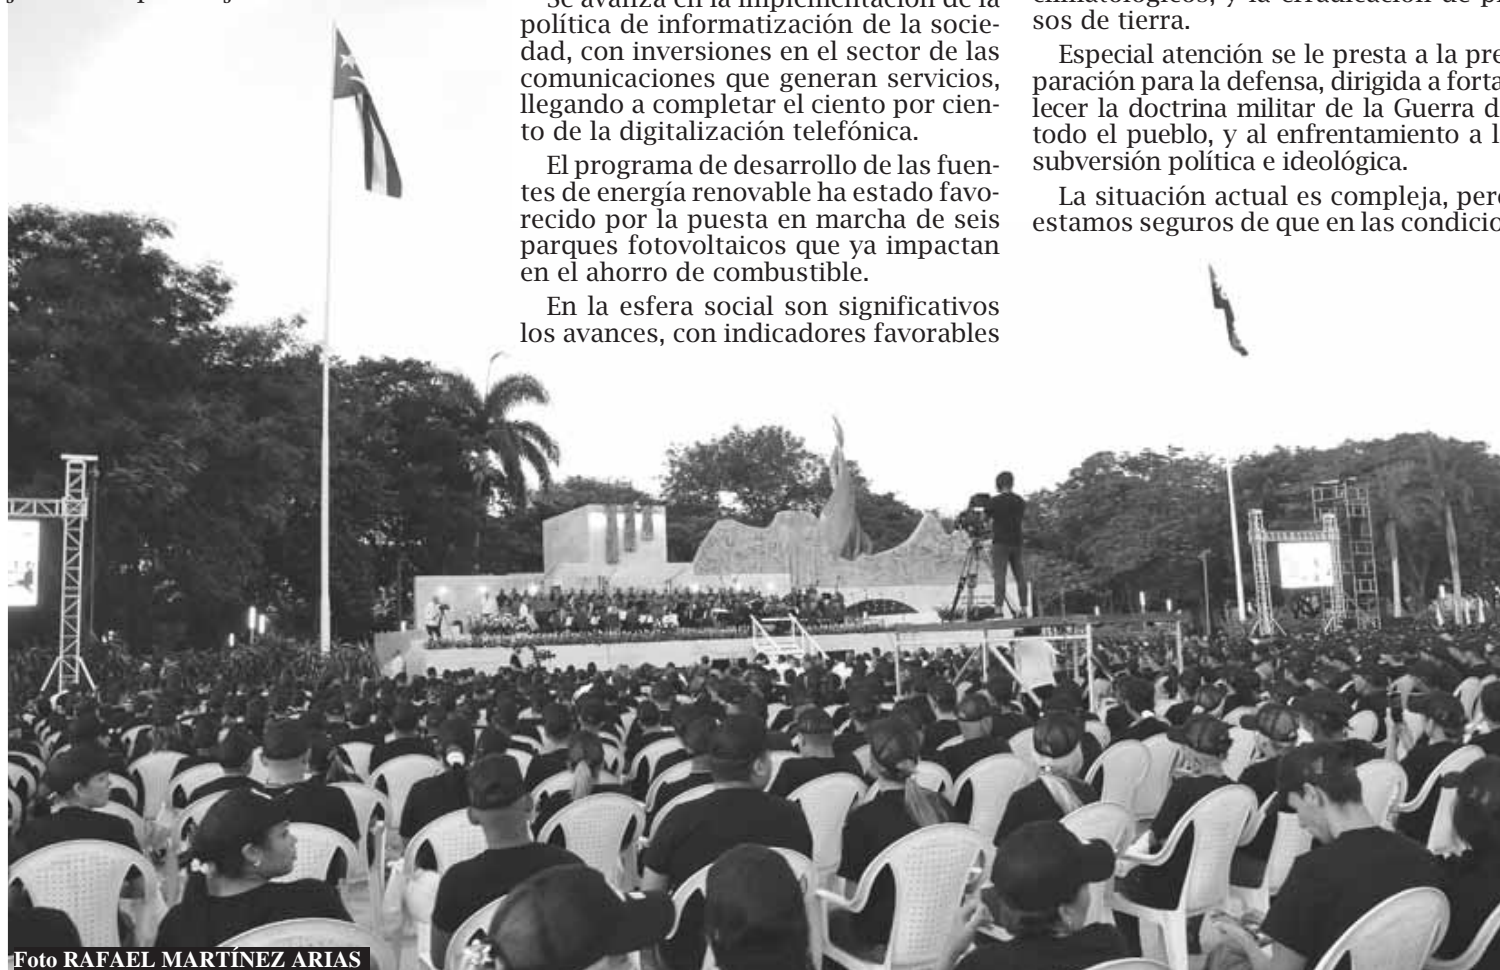 Se avanza en la implementación de la
política de informatización de la socie-
dad, con inversiones en el sector de las
comunicaciones que generan servicios,
llegando a completar el ciento por cien-
to de la digitalización telefónica.
El programa de desarrollo de las fuen-
tes de energía renovable ha estado favo-
recido por la puesta en marcha de seis
parques fotovoltaicos que ya impactan
en el ahorro de combustible.
En la esfera social son significativos
los avances, con indicadores favorables
sos de tierra.
Especial atención se le presta a la pre
paración para la defensa, dirigida a forta
lecer la doctrina militar de la Guerra d
todo el pueblo, y al enfrentamiento a l
subversión política e ideológica.
La situación actual es compleja, per
estamos seguros de que en las condicio
Foto RAFAEL MARTÍNEZ ARIAS